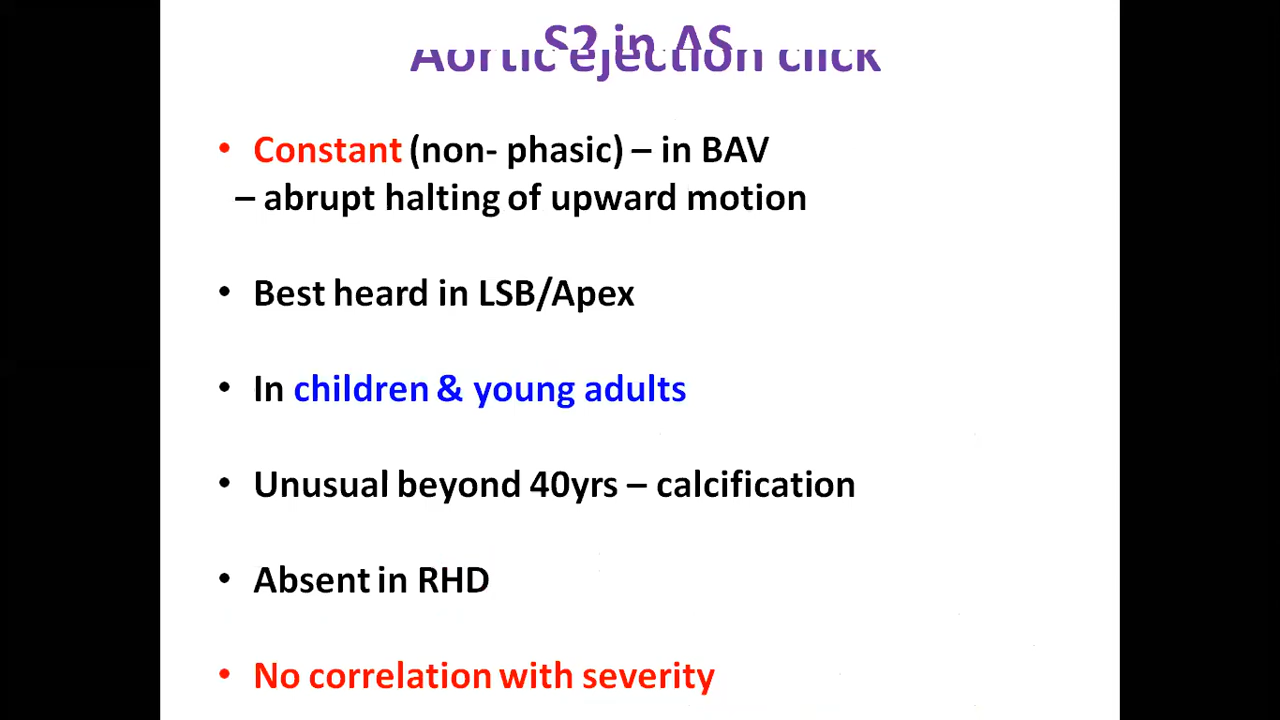 S2 in AS
Aortic ejection click
• Constant (non- phasic) – in BAV
– abrupt halting of upward motion
• Best heard in LSB/Apex
• In children & young adults
• Unusual beyond 40yrs – calcification
• Absent in RHD
• No correlation with severity